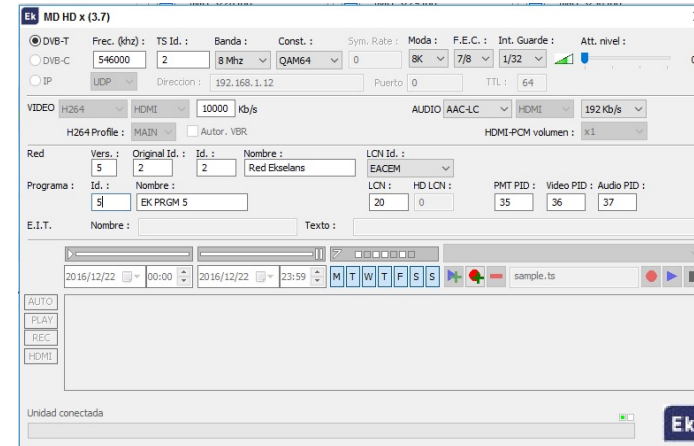 Ek MD HD x (3.7)
DVB-T Frec. (khz) : TS Id. : Banda : Const. : Sym. Rate : Moda : F.E.C. : Int. Guarde : Att. nivel :
DVB-C 546000 2 8 Mhz QAM64 0 8K 7/8 1/32
IP UDP Direccion : 192.168.1.12 Puerto 0 TTL : 64
VIDEO H264 HDMI 10000 Kb/s AUDIO AAC-LC HDMI 192 Kb/s
H264 Profile : MAIN Autor. VBR HDMI-PCM volumen : x1
Red Vers. : Original Id. : Id. : Nombre : LCN Id. :
5 2 2 Red Ekselans EACEM
Programa : Id. : Nombre : LCN : HD LCN : PMT PID : Video PID : Audio PID :
5 EK PRGM 5 20 0 35 36 37
E.I.T. Nombre : Texto :
2016/12/22 00:00 2016/12/22 23:59 M T W T F S S sample.ts
AUTO
PLAY
REC
HDMI
Unidad conectada
Ek